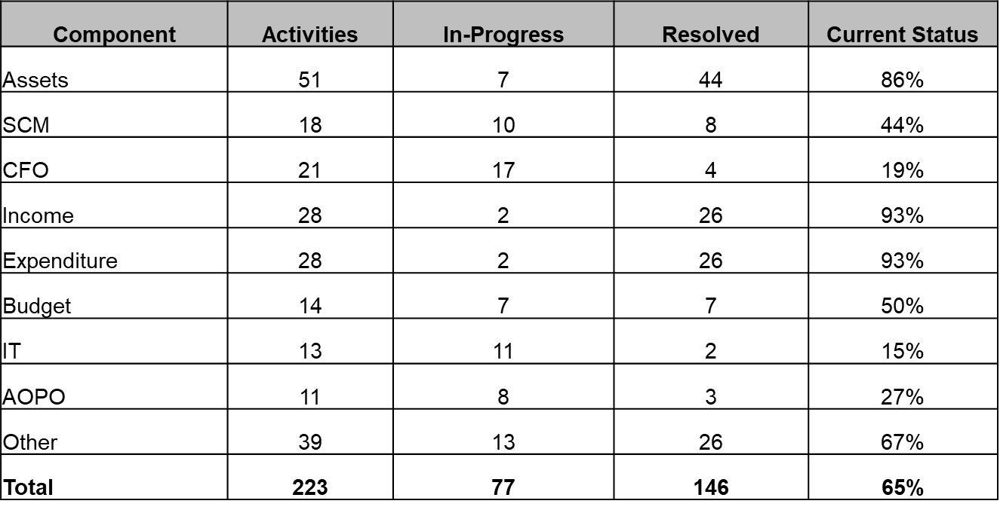 Component Activities In-Progress Resolved Current Status
Assets 51 7 44 86%
SCM 18 10 8 44%
CFO 21 17 4 19%
Income 28 2 26 93%
Expenditure 28 2 26 93%
Budget 14 7 7 50%
IT 13 11 2 15%
AOPO 11 8 3 27%
Other 39 13 26 67%
Total 223 77 146 65%